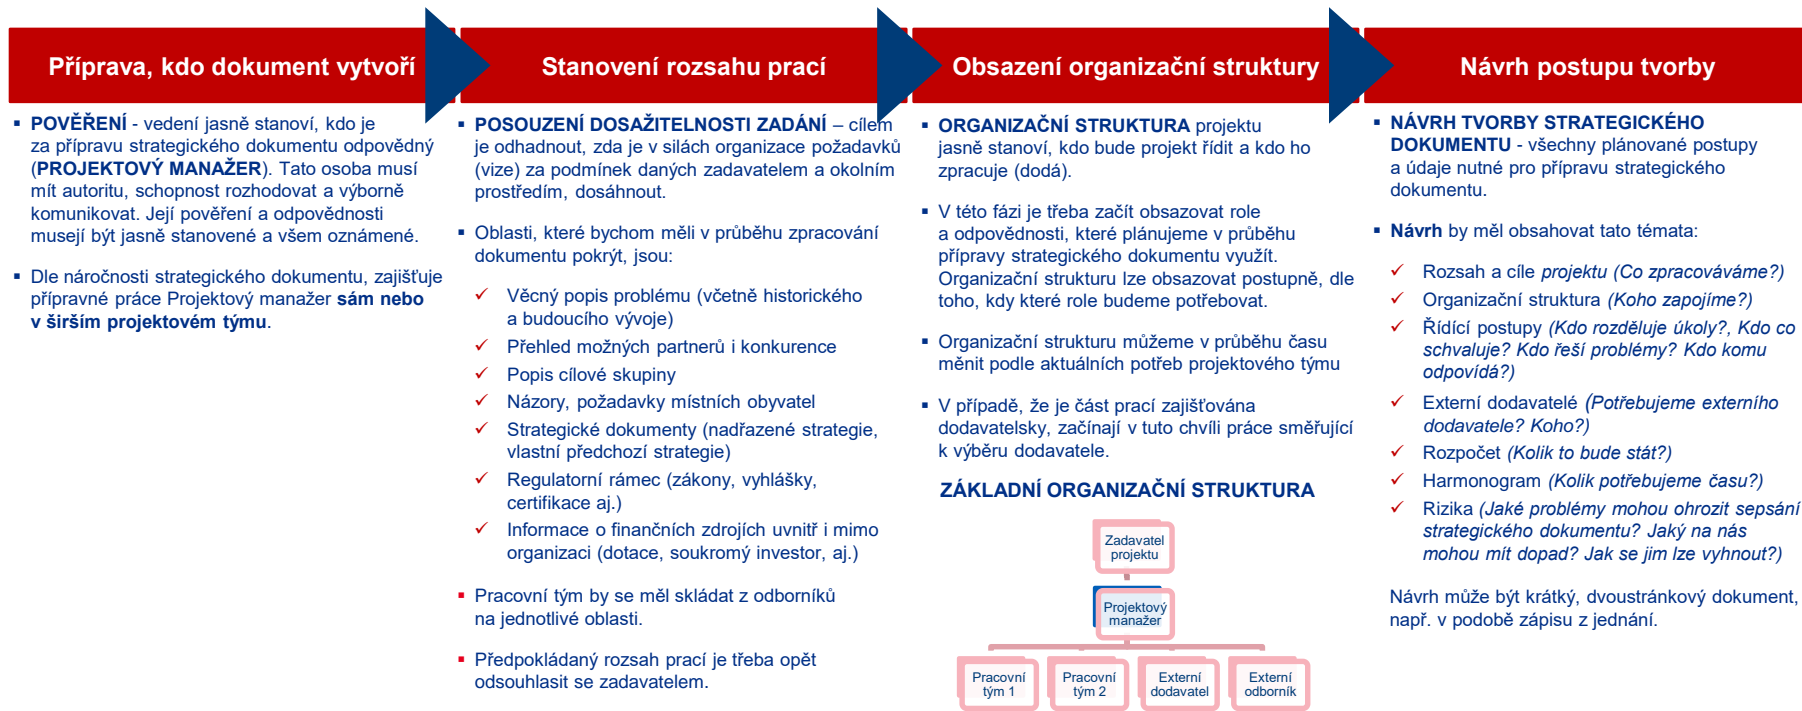 Příprava, kdo dokument vytvoří
▪ POVĚŘENÍ - vedení jasně stanoví, kdo je
za přípravu strategického dokumentu odpovědný
(PROJEKTOVÝ MANAŽER). Tato osoba musí
mít autoritu, schopnost rozhodovat a výborně
komunikovat. Její pověření a odpovědnosti
musejí být jasně stanovené a všem oznámené.
▪ Dle náročnosti strategického dokumentu, zajišťuje
přípravné práce Projektový manažer sám nebo
v širším projektovém týmu.
Stanovení rozsahu prací
▪ POSOUZENÍ DOSAŽITELNOSTI ZADÁNÍ – cílem
je odhadnout, zda je v silách organizace požadavků
(vize) za podmínek daných zadavatelem a okolním
prostředím, dosáhnout.
▪ Oblasti, které bychom měli v průběhu zpracování
dokumentu pokrýt, jsou:
✓ Věcný popis problému (včetně historického
a budoucího vývoje)
✓ Přehled možných partnerů i konkurence
✓ Popis cílové skupiny
✓ Názory, požadavky místních obyvatel
✓ Strategické dokumenty (nadřazené strategie,
vlastní předchozí strategie)
✓ Regulatorní rámec (zákony, vyhlášky,
certifikace aj.)
✓ Informace o finančních zdrojích uvnitř i mimo
organizaci (dotace, soukromý investor, aj.)
▪ Pracovní tým by se měl skládat z odborníků
na jednotlivé oblasti.
▪ Předpokládaný rozsah prací je třeba opět
odsouhlasit se zadavatelem.
Obsazení organizační struktury
▪ ORGANIZAČNÍ STRUKTURA projektu
jasně stanoví, kdo bude projekt řídit a kdo ho
zpracuje (dodá).
▪ V této fázi je třeba začít obsazovat role
a odpovědnosti, které plánujeme v průběhu
přípravy strategického dokumentu využít.
Organizační strukturu lze obsazovat postupně, dle
toho, kdy které role budeme potřebovat.
▪ Organizační strukturu můžeme v průběhu času
měnit podle aktuálních potřeb projektového týmu
▪ V případě, že je část prací zajišťována
dodavatelsky, začínají v tuto chvíli práce směřující
k výběru dodavatele.
ZÁKLADNÍ ORGANIZAČNÍ STRUKTURA
Zadavatel
projektu
Projektový
manažer
Pracovní
tým 1
Pracovní
tým 2
Externí
dodavatel
Externí
odborník
Návrh postupu tvorby
▪ NÁVRH TVORBY STRATEGICKÉHO
DOKUMENTU - všechny plánované postupy
a údaje nutné pro přípravu strategického
dokumentu.
▪ Návrh by měl obsahovat tato témata:
✓ Rozsah a cíle projektu (Co zpracováváme?)
✓ Organizační struktura (Koho zapojíme?)
✓ Řídící postupy (Kdo rozděluje úkoly?, Kdo co
schvaluje? Kdo řeší problémy? Kdo komu
odpovídá?)
✓ Externí dodavatelé (Potřebujeme externího
dodavatele? Koho?)
✓ Rozpočet (Kolik to bude stát?)
✓ Harmonogram (Kolik potřebujeme času?)
✓ Rizika (Jaké problémy mohou ohrozit sepsání
strategického dokumentu? Jaký na nás
mohou mít dopad? Jak se jim lze vyhnout?)
Návrh může být krátký, dvoustránkový dokument,
např. v podobě zápisu z jednání.